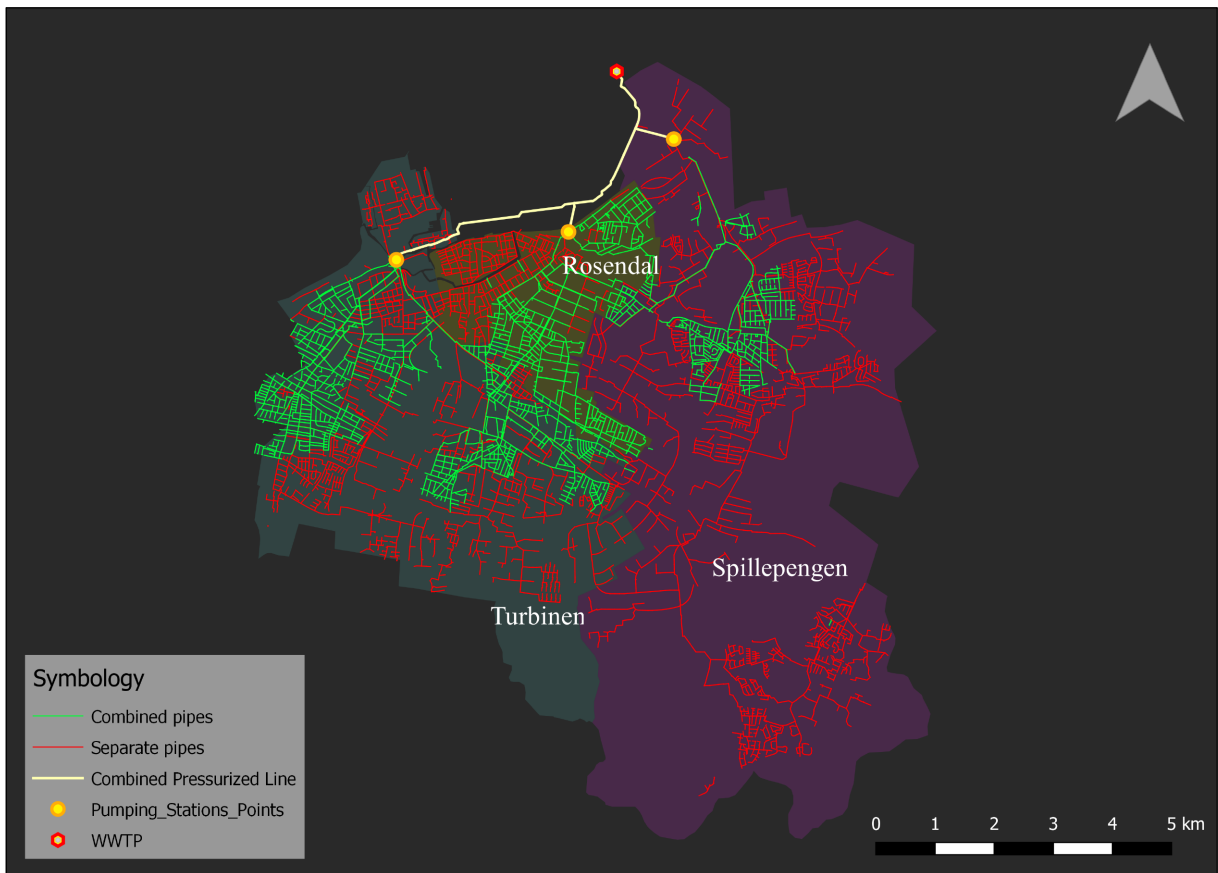 Rosendal
Spillepengen
Turbinen
Symbology
Combined pipes
Separate pipes
Combined Pressurized Line
Pumping_Stations_Points
WWTP
0 1 2 3 4 5 km